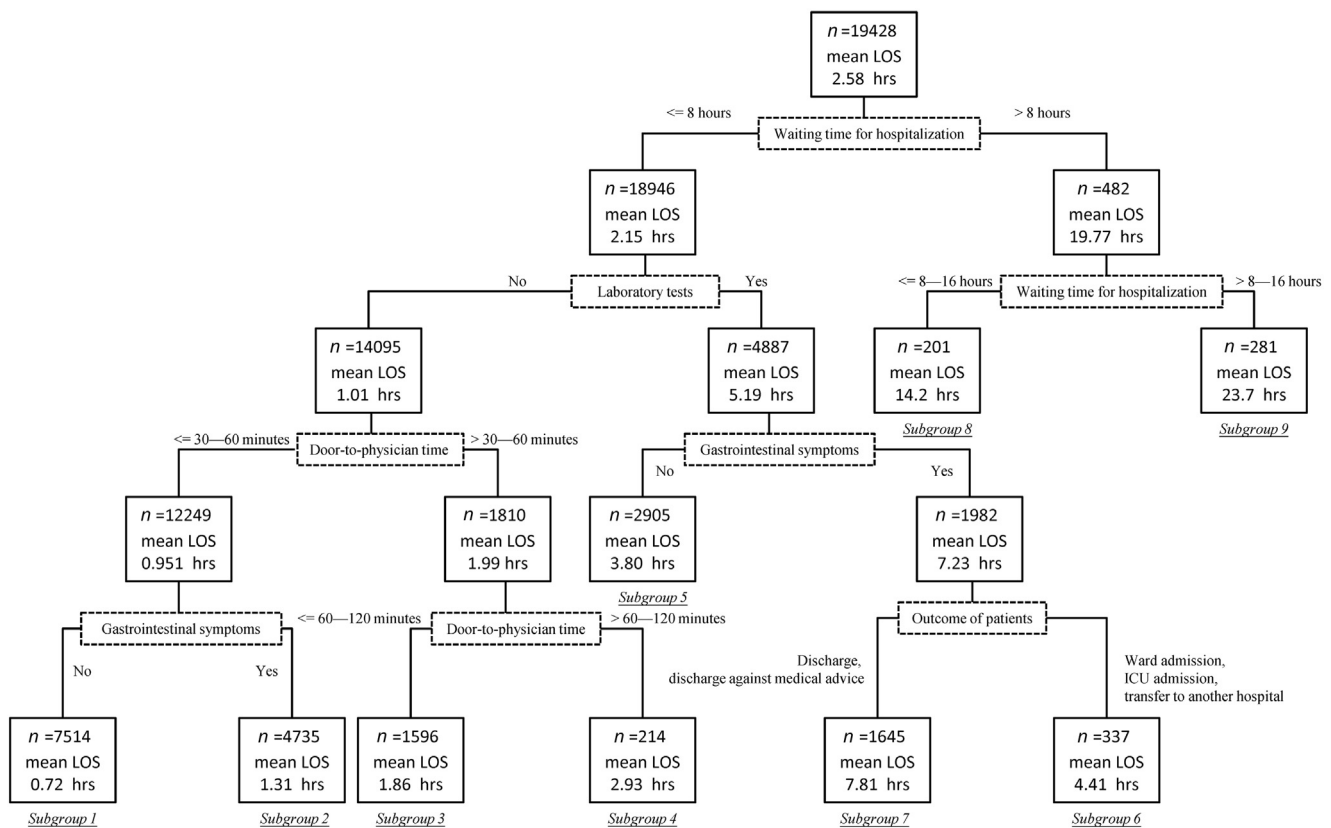 n =19428
mean LOS
2.58 hrs
<= 8 hours
> 8 hours
Waiting time for hospitalization
n =18946
mean LOS
2.15 hrs
n =482
mean LOS
19.77 hrs
No
Laboratory tests
Yes
<= 8—16 hours
Waiting time for hospitalization
> 8—16 hours
n =14095
mean LOS
1.01 hrs
n =4887
mean LOS
5.19 hrs
n =201
mean LOS
14.2 hrs
Subgroup 8
n =281
mean LOS
23.7 hrs
Subgroup 9
<= 30—60 minutes
Door-to-physician time
> 30—60 minutes
Gastrointestinal symptoms
No
Yes
n =12249
mean LOS
0.951 hrs
n =1810
mean LOS
1.99 hrs
n =2905
mean LOS
3.80 hrs
Subgroup 5
n =1982
mean LOS
7.23 hrs
Gastrointestinal symptoms
No
Yes
<= 60—120 minutes
Door-to-physician time
> 60—120 minutes
Outcome of patients
Discharge,
discharge against medical advice
Ward admission,
ICU admission,
transfer to another hospital
n =7514
mean LOS
0.72 hrs
Subgroup 1
n =4735
mean LOS
1.31 hrs
Subgroup 2
n =1596
mean LOS
1.86 hrs
Subgroup 3
n =214
mean LOS
2.93 hrs
Subgroup 4
n =1645
mean LOS
7.81 hrs
Subgroup 7
n =337
mean LOS
4.41 hrs
Subgroup 6